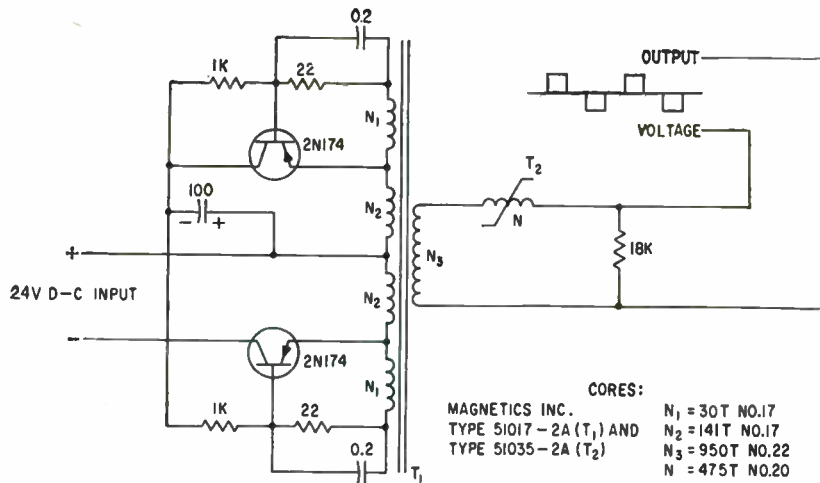 0.2
1K
22
OUTPUT
N1
2N174
VOLTAGE
T2
100
N2
N
- +
N3
18K
+
24V D-C INPUT
N2
-
2N174
N1
1K
22
0.2
T1
CORES:
MAGNETICS INC.
TYPE 51017-2A (T1) AND
TYPE 51035-2A (T2)
N1 = 30T NO.17
N2 = 141T NO.17
N3 = 950T NO.22
N = 475T NO.20